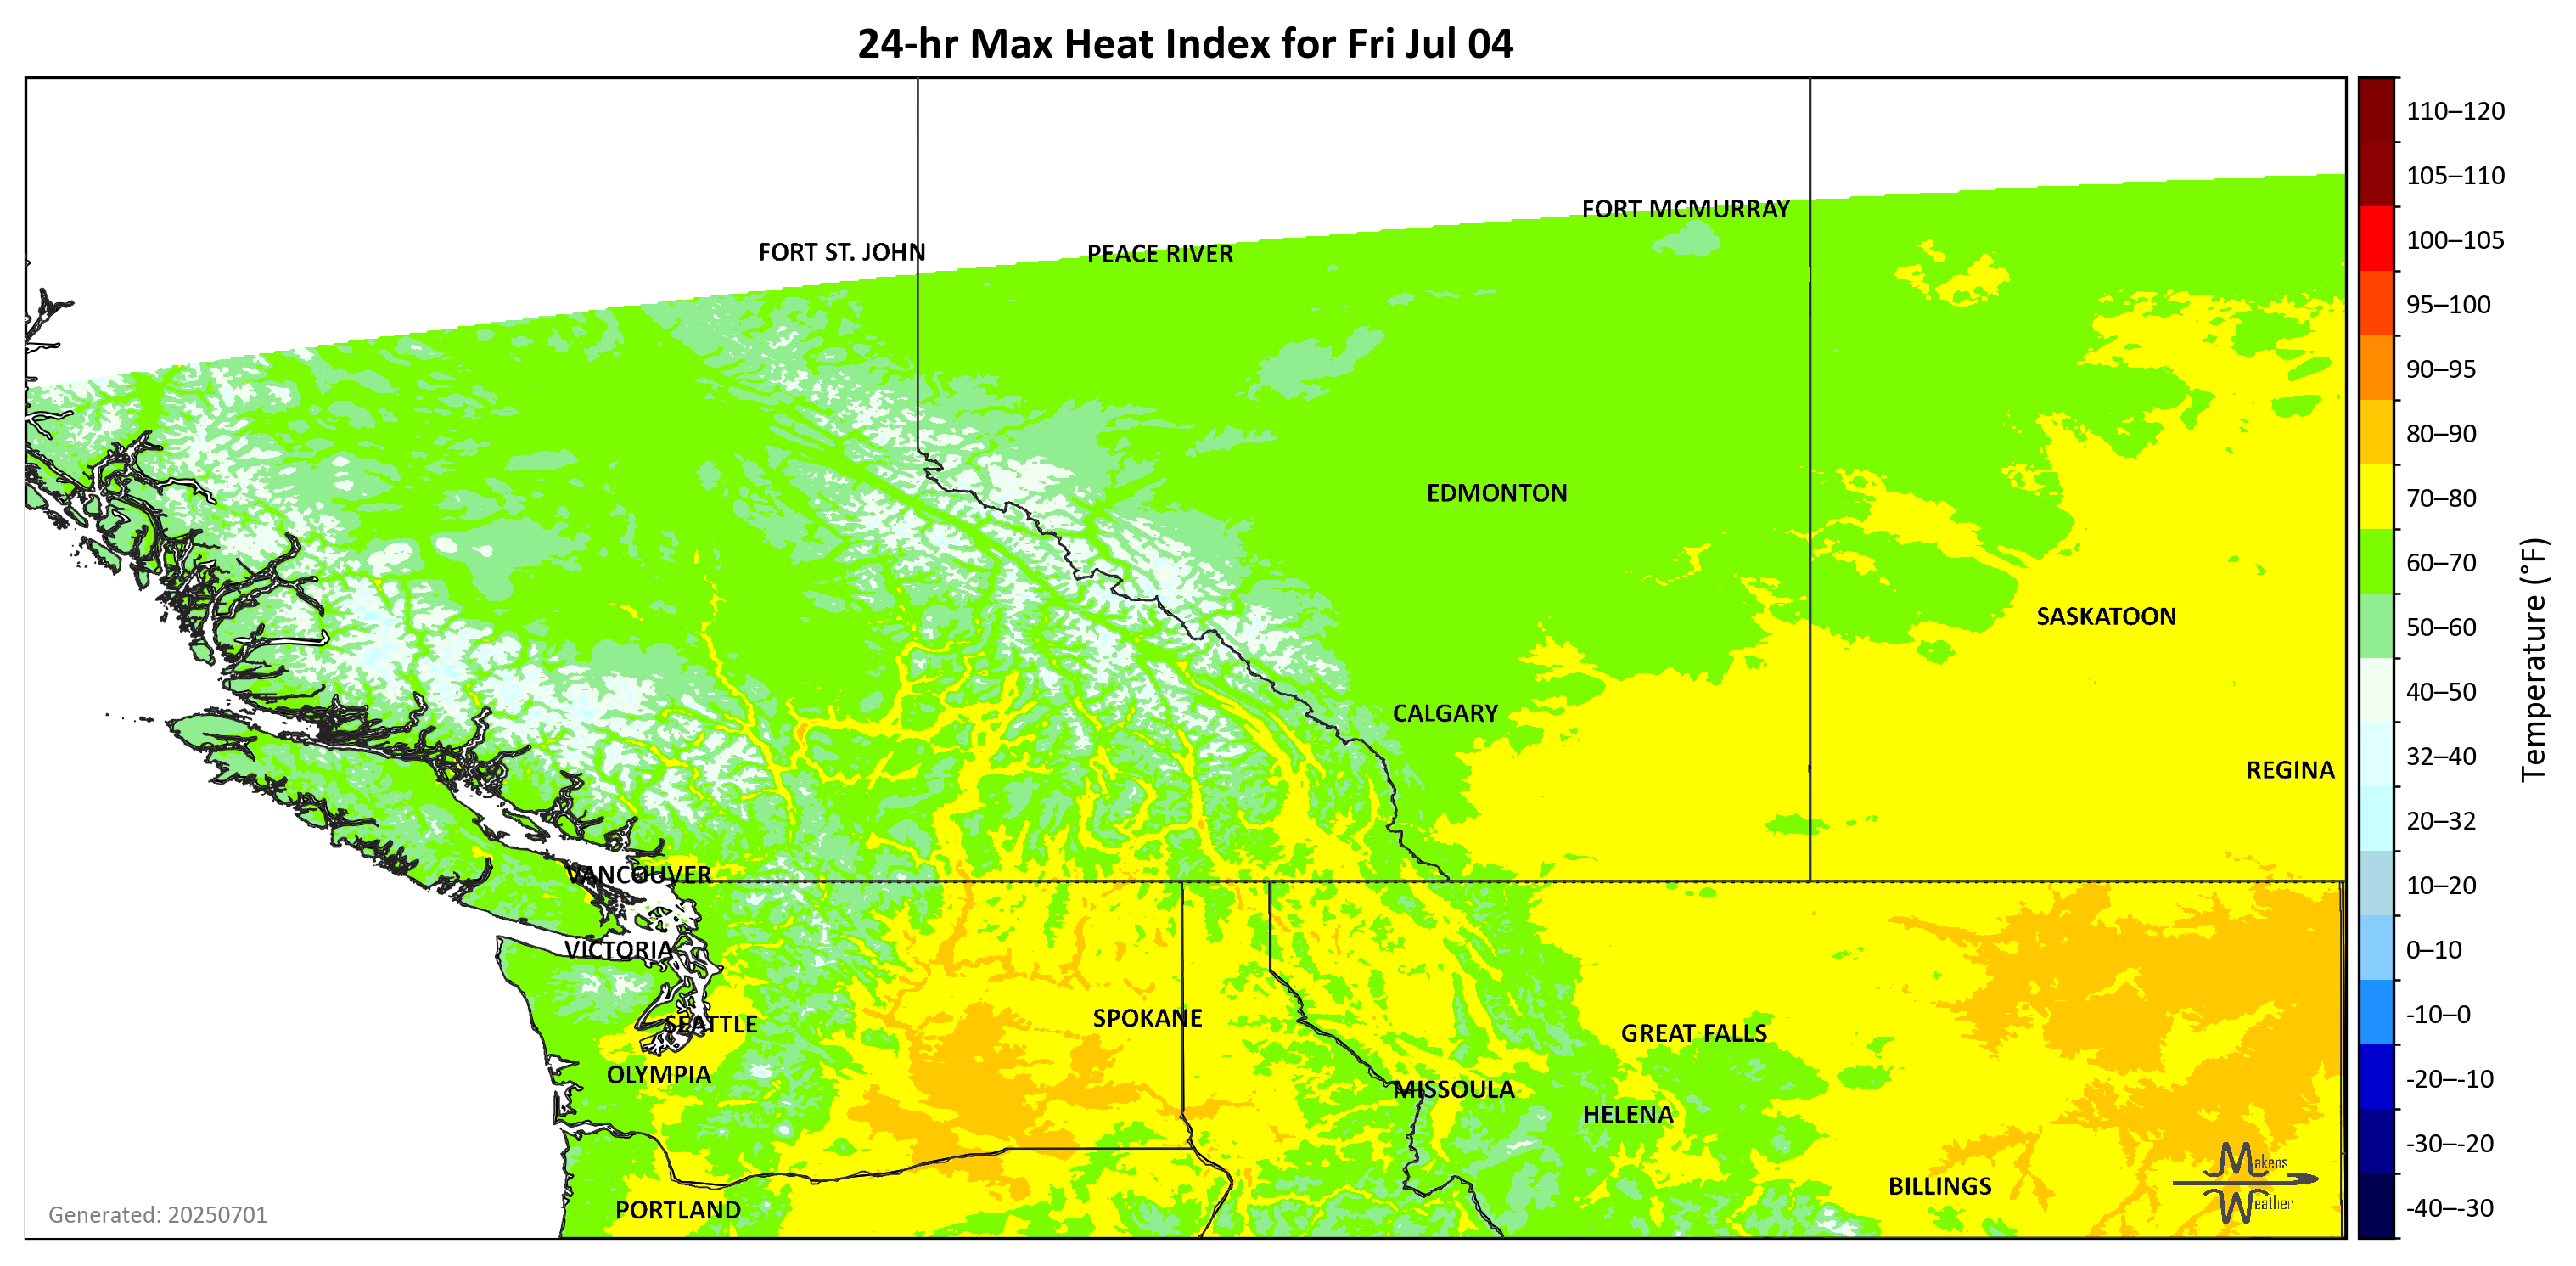 24-hr Max Heat Index for Fri Jul 04
FORT MCMURRAY
FORT ST. JOHN
PEACE RIVER
EDMONTON
SASKATOON
CALGARY
REGINA
VANCOUVER
VICTORIA
SPOKANE
SEATTLE
GREAT FALLS
OLYMPIA
MISSOULA
HELENA
BILLINGS
PORTLAND
Makens
Weather
Generated: 20250701
110–120
105–110
100–105
95–100
90–95
80–90
70–80
60–70
50–60
40–50
32–40
20–32
10–20
0–10
-10–0
-20–-10
-30–-20
-40–-30
Temperature (°F)